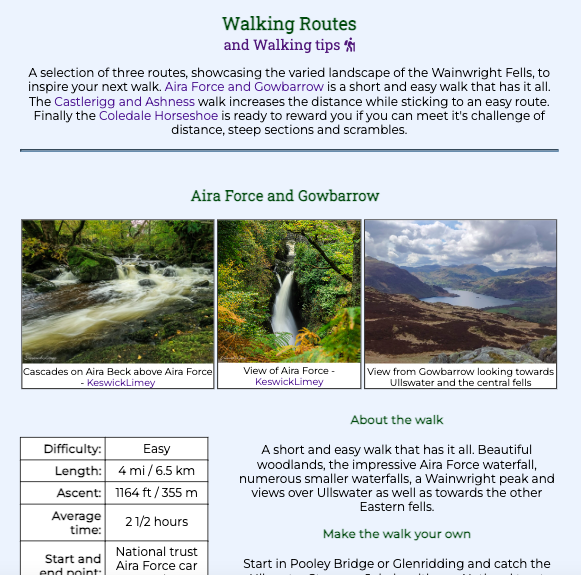 Walking Routes
and Walking tips
A selection of three routes, showcasing the varied landscape of the Wainwright Fells, to
inspire your next walk. Aira Force and Gowbarrow is a short and easy walk that has it all.
The Castlerigg and Ashness walk increases the distance while sticking to an easy route.
Finally the Coledale Horseshoe is ready to reward you if you can meet it's challenge of
distance, steep sections and scrambles.
Aira Force and Gowbarrow
Cascades on Aira Beck above Aira Force
- KeswickLimey
View of Aira Force -
KeswickLimey
View from Gowbarrow looking towards
Ullswater and the central fells
Difficulty: Easy
Length: 4 mi / 6.5 km
Ascent: 1164 ft / 355 m
Average
time: 2 1/2 hours
Start and
end point:
National trust
Aira Force car
About the walk
A short and easy walk that has it all. Beautiful
woodlands, the impressive Aira Force waterfall,
numerous smaller waterfalls, a Wainwright peak and
views over Ullswater as well as towards the other
Eastern fells.
Make the walk your own
Start in Pooley Bridge or Glenridding and catch the